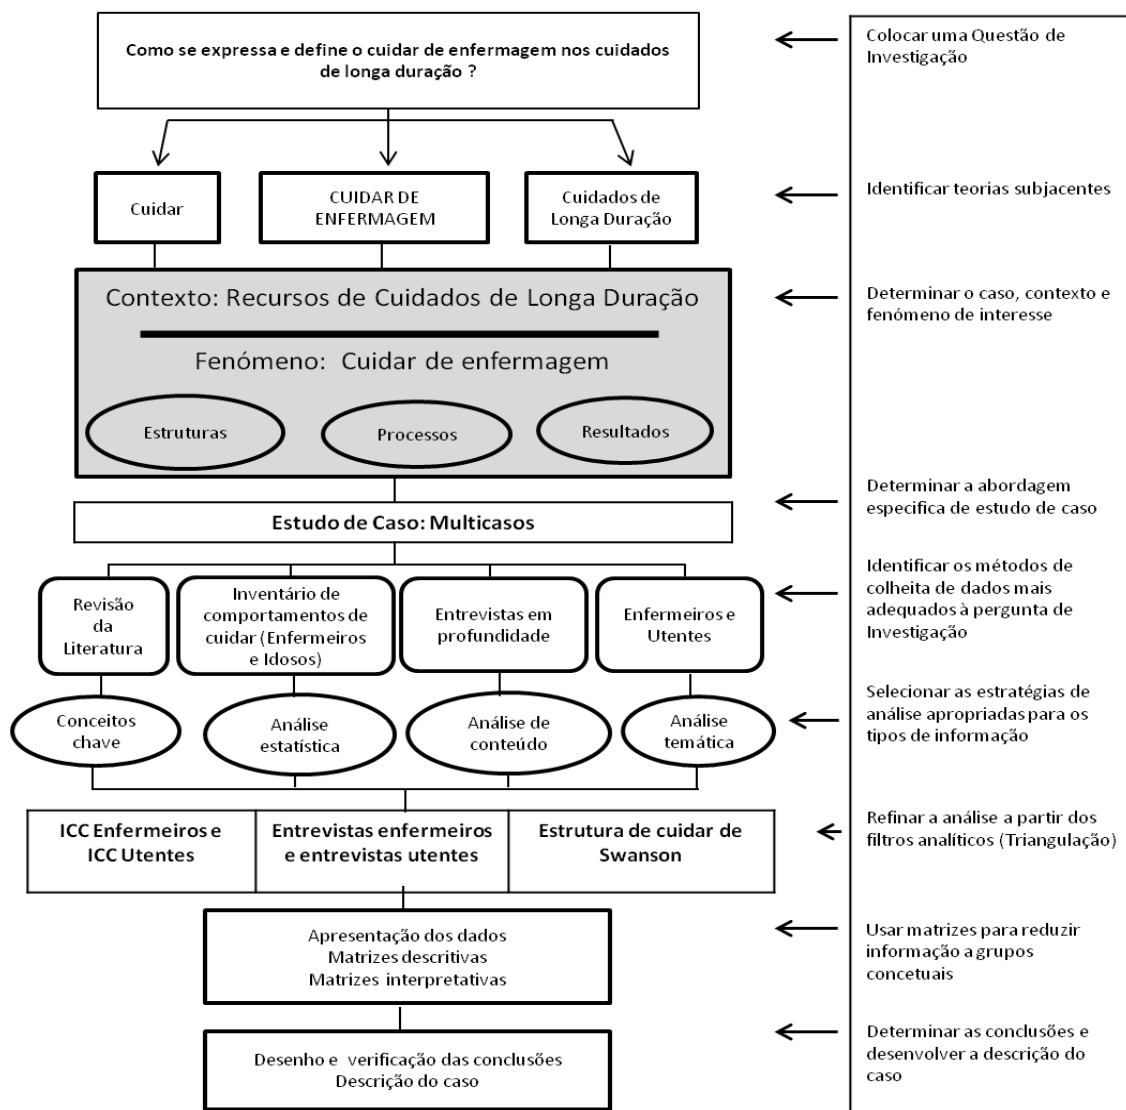 Como se expressa e define o cuidar de enfermagem nos cuidados
de longa duração ?
Colocar uma Questão de
Investigação
Cuidar
CUIDAR DE
ENFERMAGEM
Cuidados de
Longa Duração
Identificar teorias subjacentes
Contexto: Recursos de Cuidados de Longa Duração
Fenómeno: Cuidar de enfermagem
Estruturas
Processos
Resultados
Determinar o caso, contexto e
fenómeno de interesse
Estudo de Caso: Multicasos
Determinar a abordagem
especifica de estudo de caso
Revisão
da
Literatura
Inventário de
comportamentos de
cuidar (Enfermeiros
e Idosos)
Entrevistas em
profundidade
Enfermeiros e
Utentes
Identificar os métodos de
colheita de dados mais
adequados à pergunta de
Investigação
Conceitos
chave
Análise
estatística
Análise de
conteúdo
Análise
temática
Selecionar as estratégias de
análise apropriadas para os
tipos de informação
ICC Enfermeiros e
ICC Utentes
Entrevistas enfermeiros
e entrevistas utentes
Estrutura de cuidar de
Swanson
Refinar a análise a partir dos
filtros analíticos (Triangulação)
Apresentação dos dados
Matrizes descritivas
Matrizes interpretativas
Usar matrizes para reduzir
informação a grupos
concetuais
Desenho e verificação das conclusões
Descrição do caso
Determinar as conclusões e
desenvolver a descrição do
caso